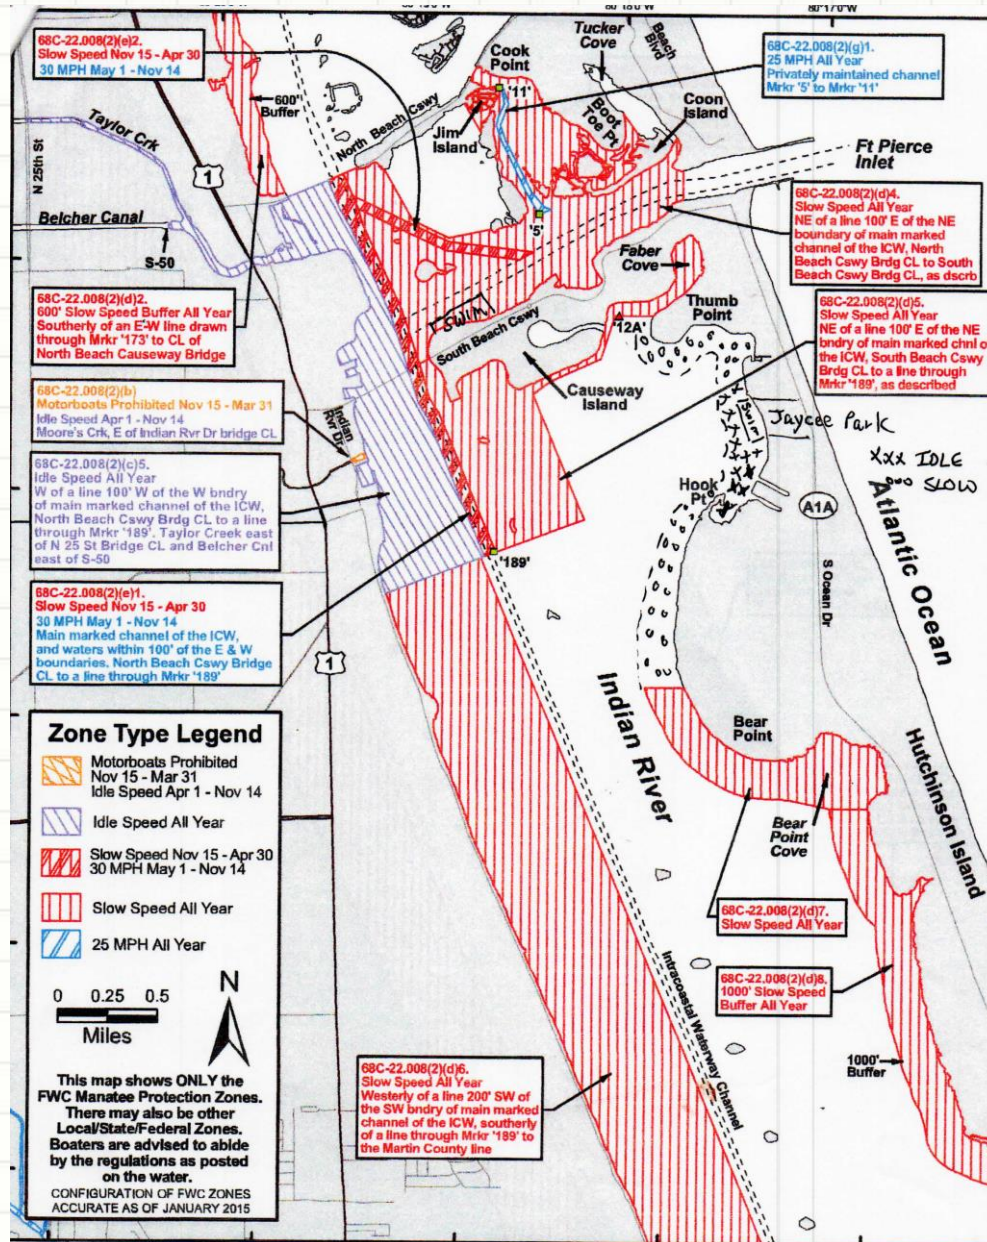 80°18'0"W
80°17'0"W
68C-22.008(2)(e)2.
Slow Speed Nov 15 - Apr 30
30 MPH May 1 - Nov 14
600'
Buffer
Taylor Crk
N 25th St
1
Belcher Canal
S-50
North Beach Cswy
Cook
Point
'11'
Jim
Island
Tucker
Cove
Beach
Blvd
Boot
Toe Pt
Coon
Island
'5'
68C-22.008(2)(g)1.
25 MPH All Year
Privately maintained channel
Mrkr '5' to Mrkr '11'
Ft Pierce
Inlet
68C-22.008(2)(d)4.
Slow Speed All Year
NE of a line 100' E of the NE
boundary of main marked
channel of the ICW, North
Beach Cswy Brdg CL to South
Beach Cswy Brdg CL, as dscrb
Faber
Cove
SWIM
South Beach Cswy
Thumb
Point
'12A'
Causeway
Island
68C-22.008(2)(d)5.
Slow Speed All Year
NE of a line 100' E of the NE
bndry of main marked chnl of
the ICW, South Beach Cswy
Brdg CL to a line through
Mrkr '189', as described
68C-22.008(2)(d)2.
600' Slow Speed Buffer All Year
Southerly of an E-W line drawn
through Mrkr '173' to CL of
North Beach Causeway Bridge
68C-22.008(2)(b)
Motorboats Prohibited Nov 15 - Mar 31
Idle Speed Apr 1 - Nov 14
Moore's Crk, E of Indian Rvr Dr bridge CL
Indian
Rvr Dr
68C-22.008(2)(c)5.
Idle Speed All Year
W of a line 100' W of the W bndry
of main marked channel of the ICW,
North Beach Cswy Brdg CL to a line
through Mrkr '189'. Taylor Creek east
of N 25 St Bridge CL and Belcher Cnl
east of S-50
Swim
Jaycee Park
XXX IDLE
ooo SLOW
Hook
Pt
A1A
S Ocean Dr
Atlantic Ocean
'189'
68C-22.008(2)(e)1.
Slow Speed Nov 15 - Apr 30
30 MPH May 1 - Nov 14
Main marked channel of the ICW,
and waters within 100' of the E & W
boundaries. North Beach Cswy Bridge
CL to a line through Mrkr '189'
1
Indian River
Bear
Point
Bear
Point
Cove
Hutchinson Island
Zone Type Legend
Motorboats Prohibited
Nov 15 - Mar 31
Idle Speed Apr 1 - Nov 14
Idle Speed All Year
Slow Speed Nov 15 - Apr 30
30 MPH May 1 - Nov 14
Slow Speed All Year
25 MPH All Year
N
0 0.25 0.5
Miles
This map shows ONLY the
FWC Manatee Protection Zones.
There may also be other
Local/State/Federal Zones.
Boaters are advised to abide
by the regulations as posted
on the water.
CONFIGURATION OF FWC ZONES
ACCURATE AS OF JANUARY 2015
68C-22.008(2)(d)7.
Slow Speed All Year
68C-22.008(2)(d)8.
1000' Slow Speed
Buffer All Year
1000'
Buffer
Intracoastal Waterway Channel
68C-22.008(2)(d)6.
Slow Speed All Year
Westerly of a line 200' SW of
the SW bndry of main marked
channel of the ICW, southerly
of a line through Mrkr '189' to
the Martin County line